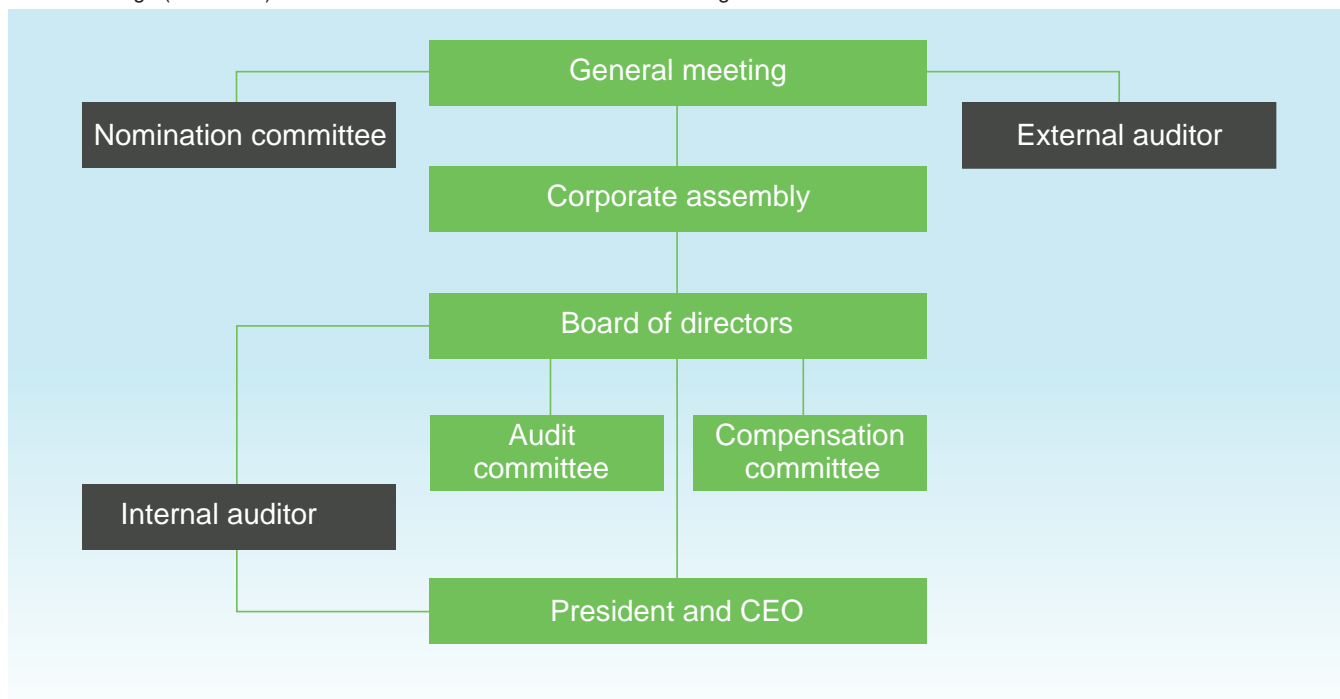 General meeting
Nomination committee
External auditor
Corporate assembly
Board of directors
Audit
committee
Compensation
committee
Internal auditor
President and CEO